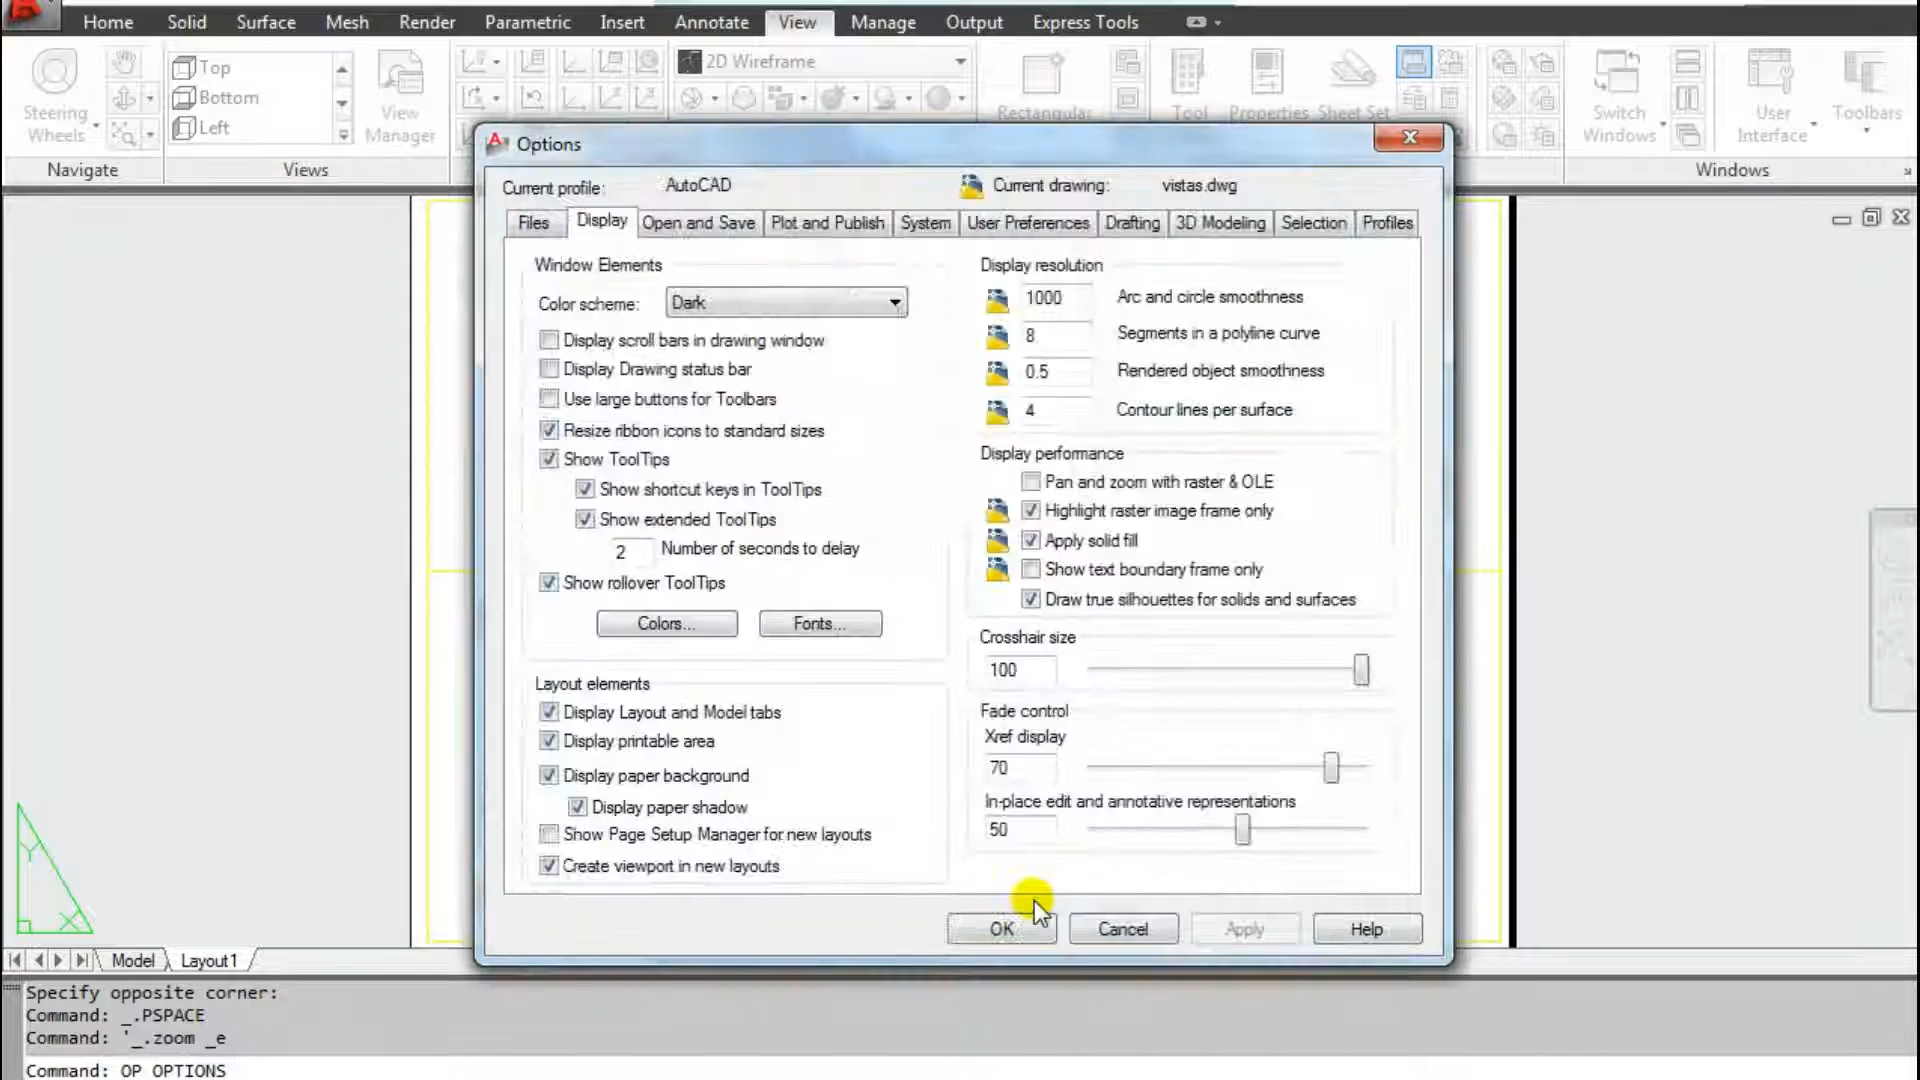 Home Solid Surface Mesh Render Parametric Insert Annotate View Manage Output Express Tools
Steering Wheels
Top
Bottom
Left
View Manager
2D Wireframe
Rectangular
Tool
Properties
Sheet Set
Switch Windows
User Interface
Toolbars
Navigate
Views
Windows
Options
Current profile: AutoCAD
Current drawing: vistas.dwg
Files Display Open and Save Plot and Publish System User Preferences Drafting 3D Modeling Selection Profiles
Window Elements
Color scheme: Dark
Display scroll bars in drawing window
Display Drawing status bar
Use large buttons for Toolbars
Resize ribbon icons to standard sizes
Show ToolTips
Show shortcut keys in ToolTips
Show extended ToolTips
2 Number of seconds to delay
Show rollover ToolTips
Colors... Fonts...
Layout elements
Display Layout and Model tabs
Display printable area
Display paper background
Display paper shadow
Show Page Setup Manager for new layouts
Create viewport in new layouts
Display resolution
1000 Arc and circle smoothness
8 Segments in a polyline curve
0.5 Rendered object smoothness
4 Contour lines per surface
Display performance
Pan and zoom with raster & OLE
Highlight raster image frame only
Apply solid fill
Show text boundary frame only
Draw true silhouettes for solids and surfaces
Crosshair size
100
Fade control
Xref display
70
In-place edit and annotative representations
50
OK Cancel Apply Help
Y
X
Model Layout1
Specify opposite corner:
Command: _.PSPACE
Command: '_.zoom _e
Command: OP OPTIONS